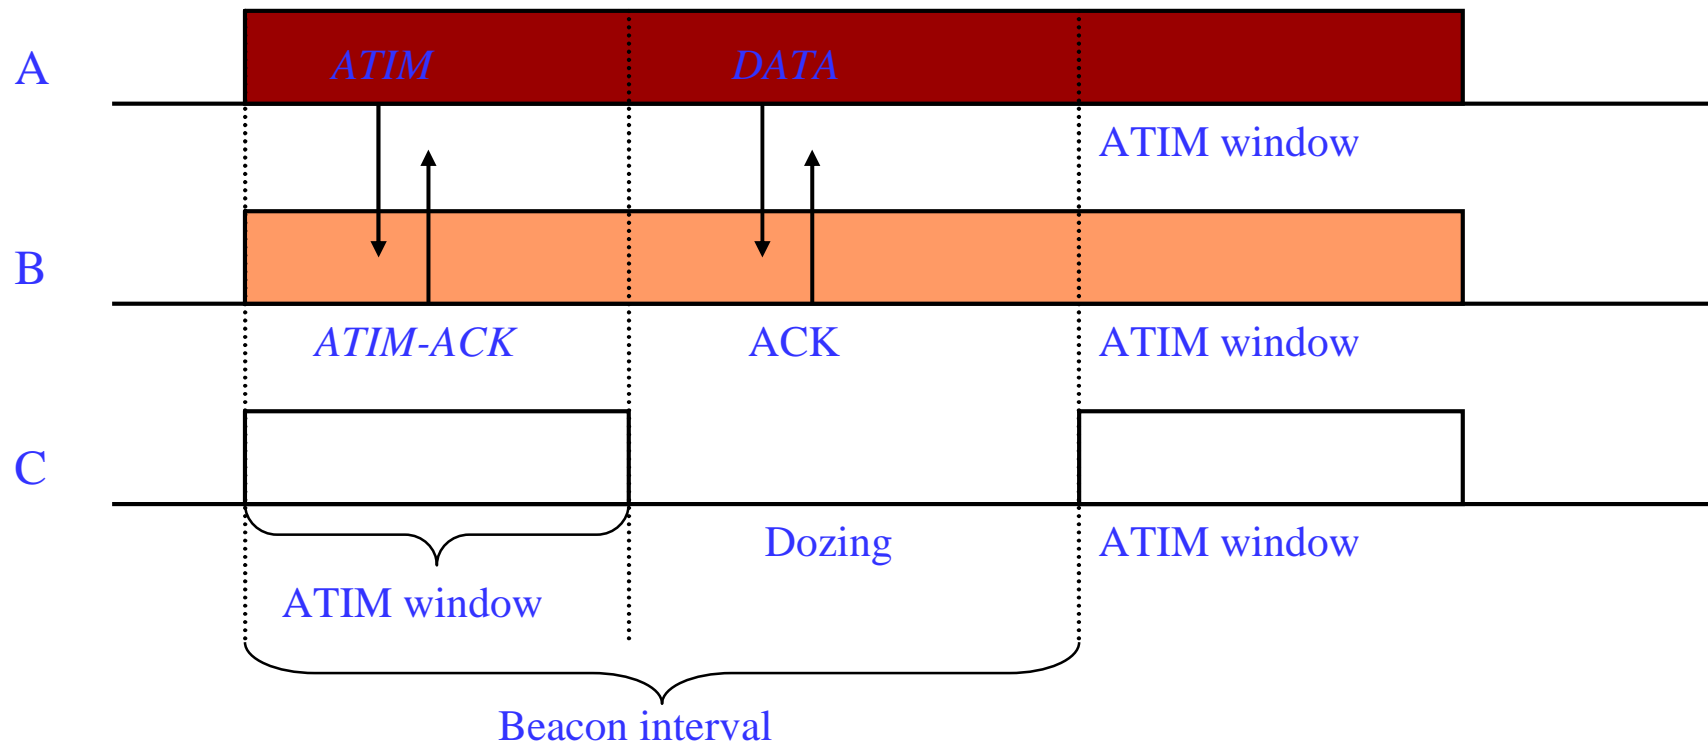 A
ATIM
DATA
ATIM window
B
ATIM-ACK
ACK
ATIM window
C
Dozing
ATIM window
ATIM window
Beacon interval